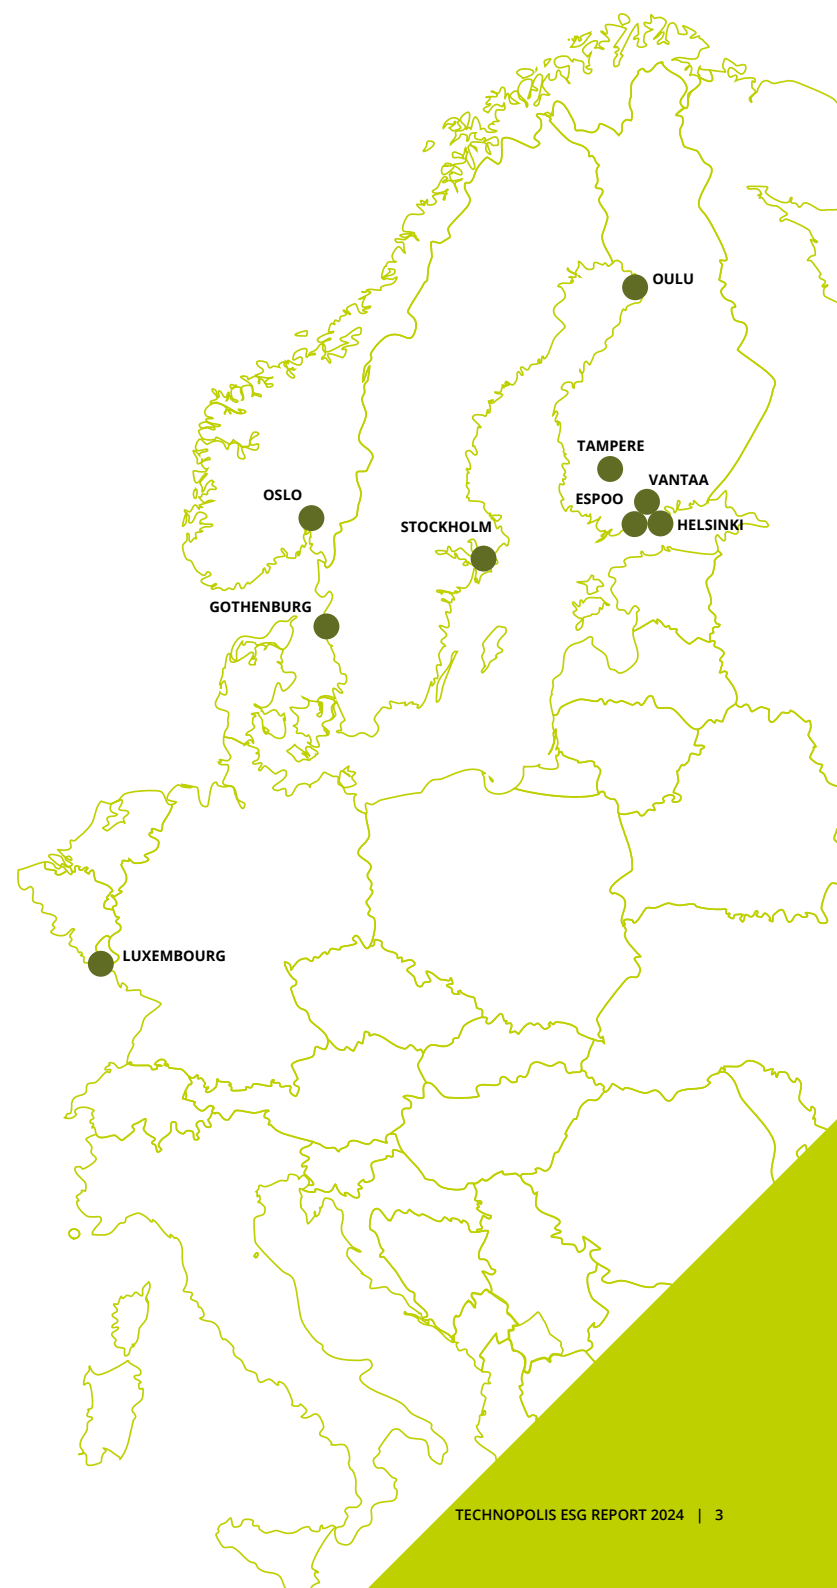 OULU
TAMPERE
VANTAA
ESPOO
OSLO
HELSINKI
STOCKHOLM
GOTHENBURG
LUXEMBOURG
TECHNOPOLIS ESG REPORT 2024 | 3